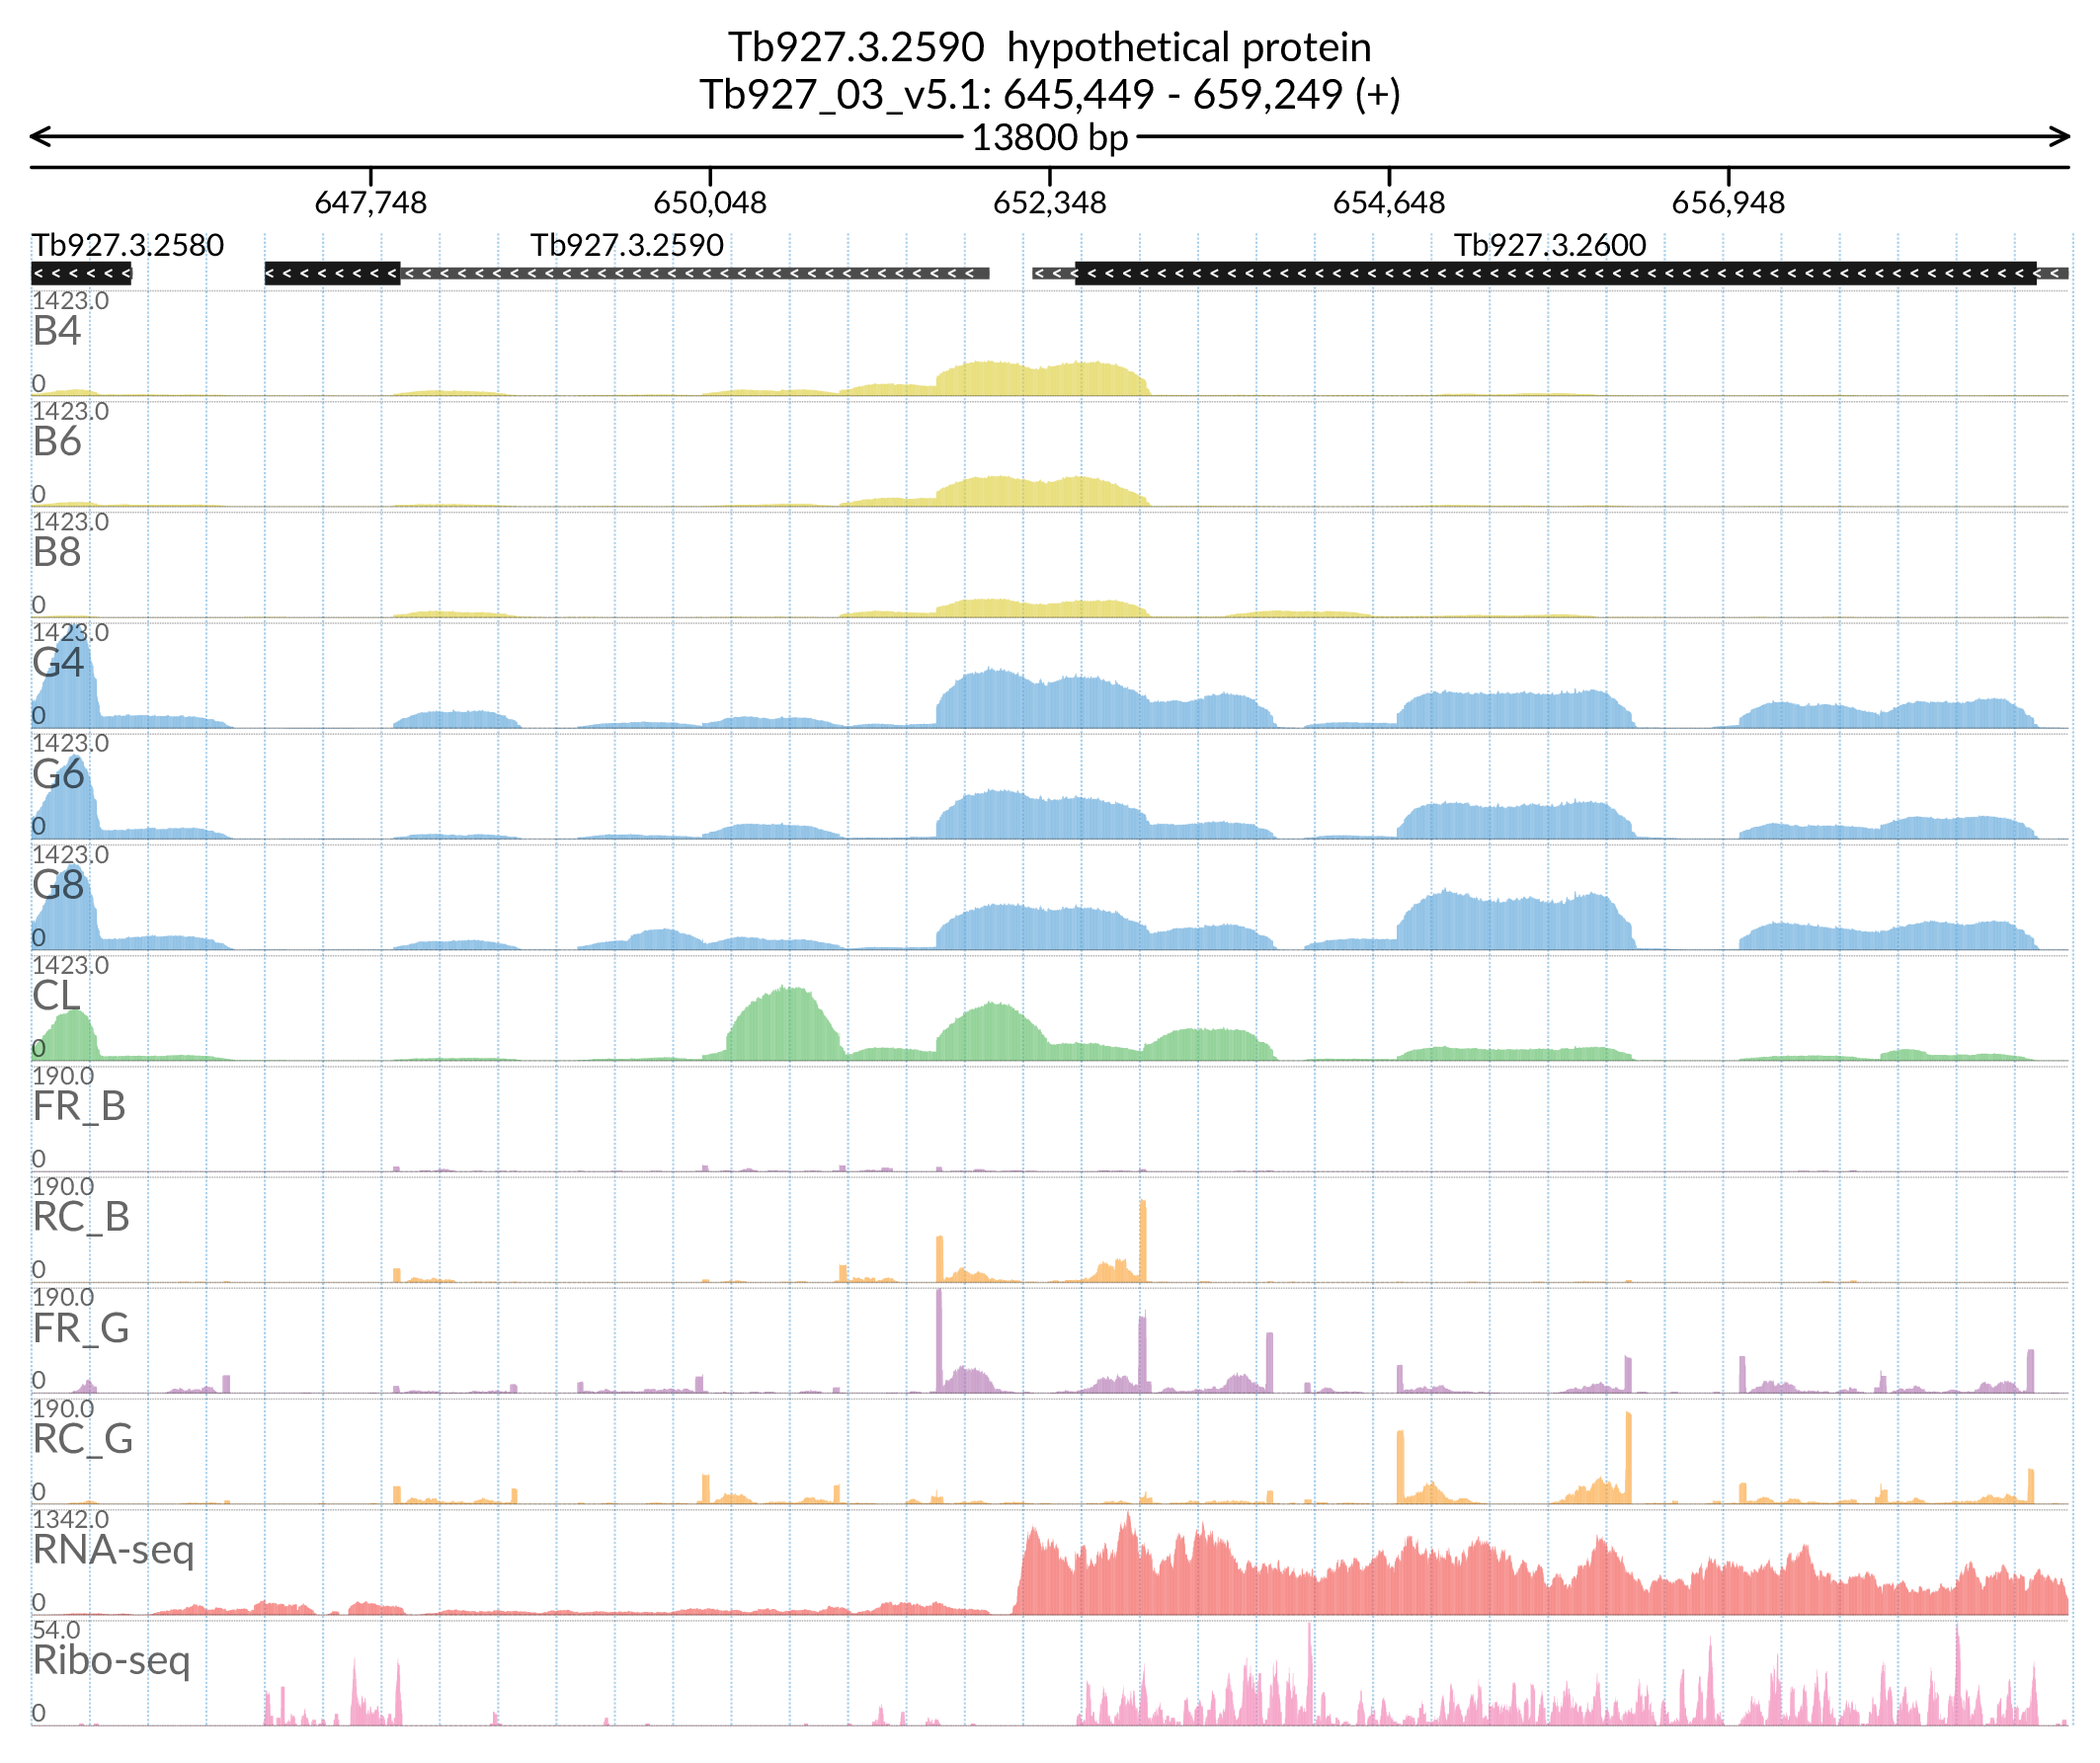 Tb927.3.2590  hypothetical protein
Tb927_03_v5.1: 645,449 - 659,249 (+)
13800 bp
647,748 650,048 652,348 654,648 656,948
Tb927.3.2580 Tb927.3.2590 Tb927.3.2600
1423.0
B4
0
1423.0
B6
0
1423.0
B8
0
1423.0
G4
0
1423.0
G6
0
1423.0
G8
0
1423.0
CL
0
190.0
FR_B
0
190.0
RC_B
0
190.0
FR_G
0
190.0
RC_G
0
1342.0
RNA-seq
0
54.0
Ribo-seq
0